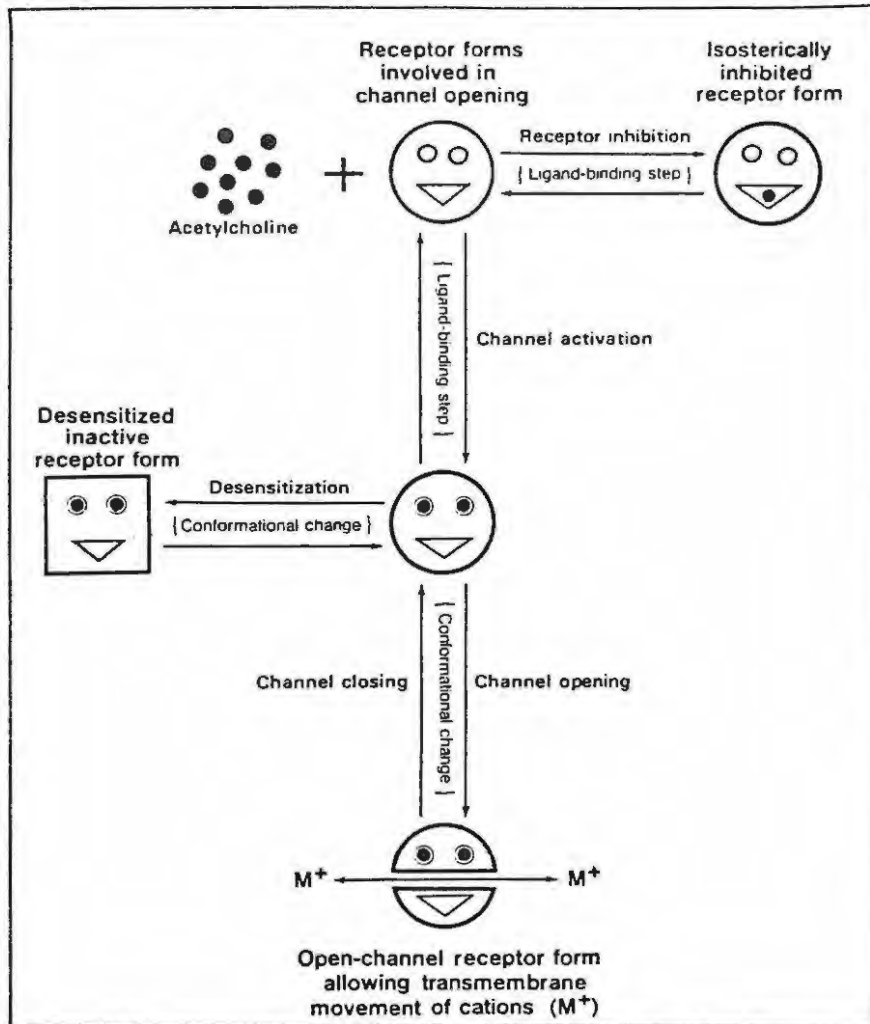 Receptor forms
involved in
channel opening
Isosterically
inhibited
receptor form
Receptor inhibition
{ Ligand-binding step }
+
Acetylcholine
{ Ligand-binding step }
Channel activation
Desensitized
inactive
receptor form
Desensitization
{ Conformational change }
Channel closing
{ Conformational change }
Channel opening
M⁺
M⁺
Open-channel receptor form
allowing transmembrane
movement of cations (M⁺)